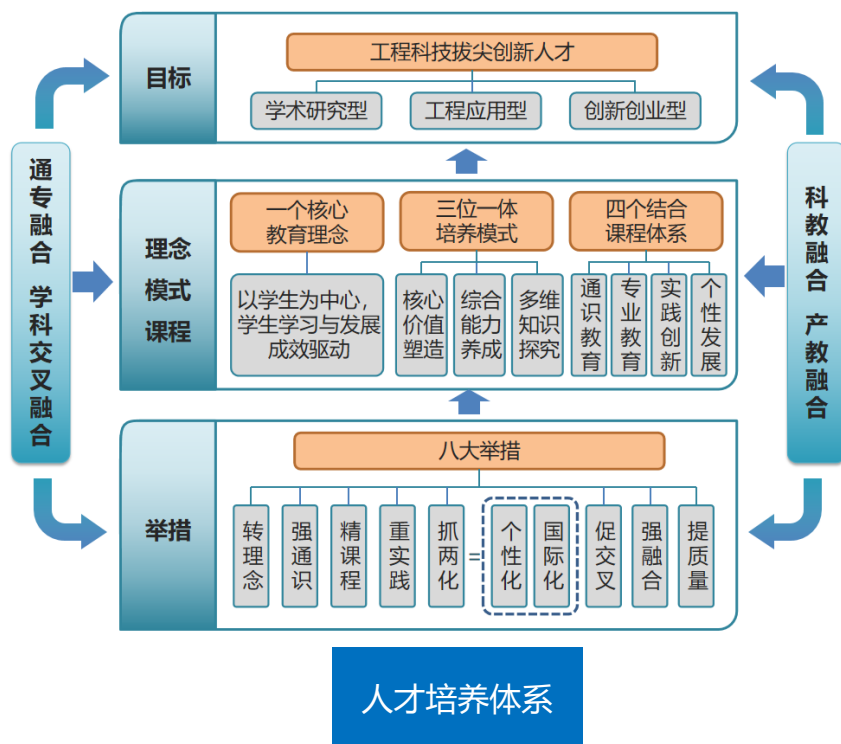 目标
工程科技拔尖创新人才
学术研究型
工程应用型
创新创业型
通专融合 学科交叉融合
科教融合 产教融合
理念
模式
课程
一个核心
教育理念
三位一体
培养模式
四个结合
课程体系
以学生为中心，
学生学习与发展
成效驱动
核心
价值
塑造
综合
能力
养成
多维
知识
探究
通识教育
专业教育
实践创新
个性发展
举措
八大举措
转理念
强通识
精课程
重实践
抓两化
=
个性化
国际化
促交叉
强融合
提质量
人才培养体系